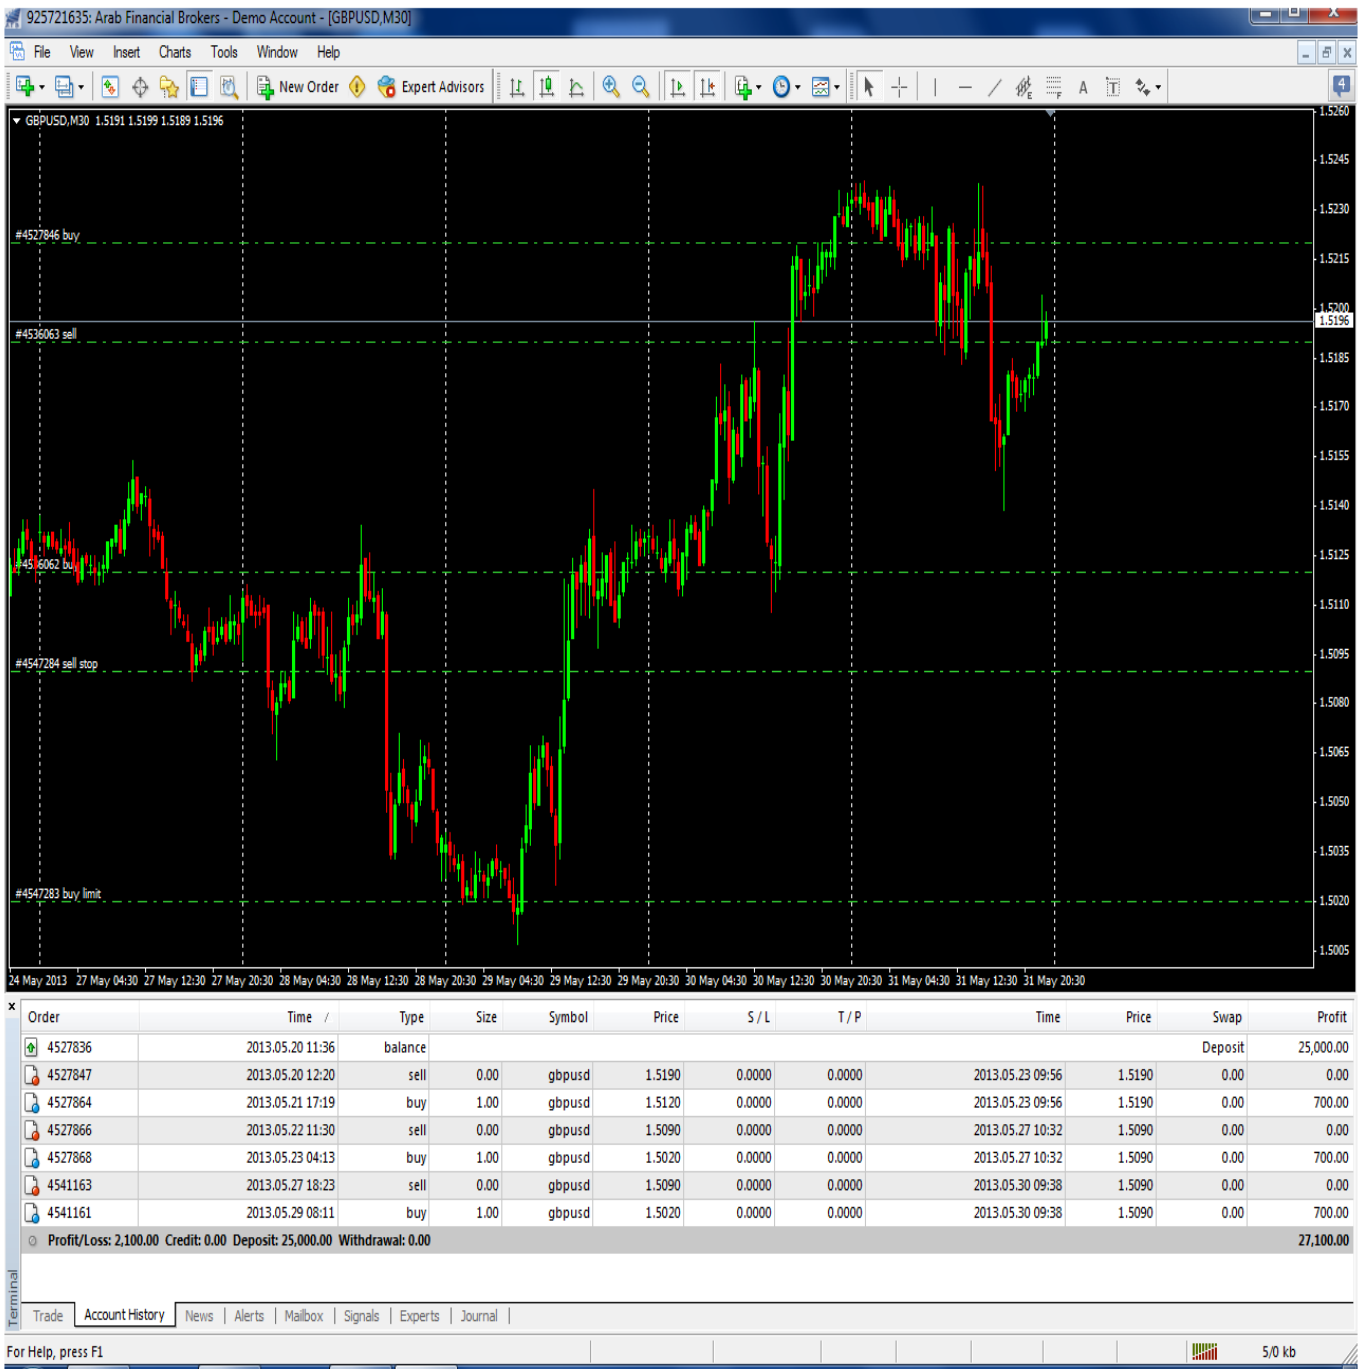 925721635: Arab Financial Brokers - Demo Account - [GBPUSD,M30]
File View Insert Charts Tools Window Help
New Order Expert Advisors E F A T 4
GBPUSD,M30 1.5191 1.5199 1.5189 1.5196
1.5260
1.5245
1.5230
#4527846 buy
1.5215
1.5200
1.5196
#4536063 sell
1.5185
1.5170
1.5155
1.5140
1.5125
#4536062 buy
1.5110
1.5095
#4547284 sell stop
1.5080
1.5065
1.5050
1.5035
#4547283 buy limit
1.5020
1.5005
24 May 2013 27 May 04:30 27 May 12:30 27 May 20:30 28 May 04:30 28 May 12:30 28 May 20:30 29 May 04:30 29 May 12:30 29 May 20:30 30 May 04:30 30 May 12:30 30 May 20:30 31 May 04:30 31 May 12:30 31 May 20:30
Order Time / Type Size Symbol Price S / L T / P Time Price Swap Profit
4527836 2013.05.20 11:36 balance Deposit 25,000.00
4527847 2013.05.20 12:20 sell 0.00 gbpusd 1.5190 0.0000 0.0000 2013.05.23 09:56 1.5190 0.00 0.00
4527864 2013.05.21 17:19 buy 1.00 gbpusd 1.5120 0.0000 0.0000 2013.05.23 09:56 1.5190 0.00 700.00
4527866 2013.05.22 11:30 sell 0.00 gbpusd 1.5090 0.0000 0.0000 2013.05.27 10:32 1.5090 0.00 0.00
4527868 2013.05.23 04:13 buy 1.00 gbpusd 1.5020 0.0000 0.0000 2013.05.27 10:32 1.5090 0.00 700.00
4541163 2013.05.27 18:23 sell 0.00 gbpusd 1.5090 0.0000 0.0000 2013.05.30 09:38 1.5090 0.00 0.00
4541161 2013.05.29 08:11 buy 1.00 gbpusd 1.5020 0.0000 0.0000 2013.05.30 09:38 1.5090 0.00 700.00
Profit/Loss: 2,100.00 Credit: 0.00 Deposit: 25,000.00 Withdrawal: 0.00 27,100.00
Terminal
Trade Account History News | Alerts | Mailbox | Signals | Experts | Journal |
For Help, press F1 5/0 kb